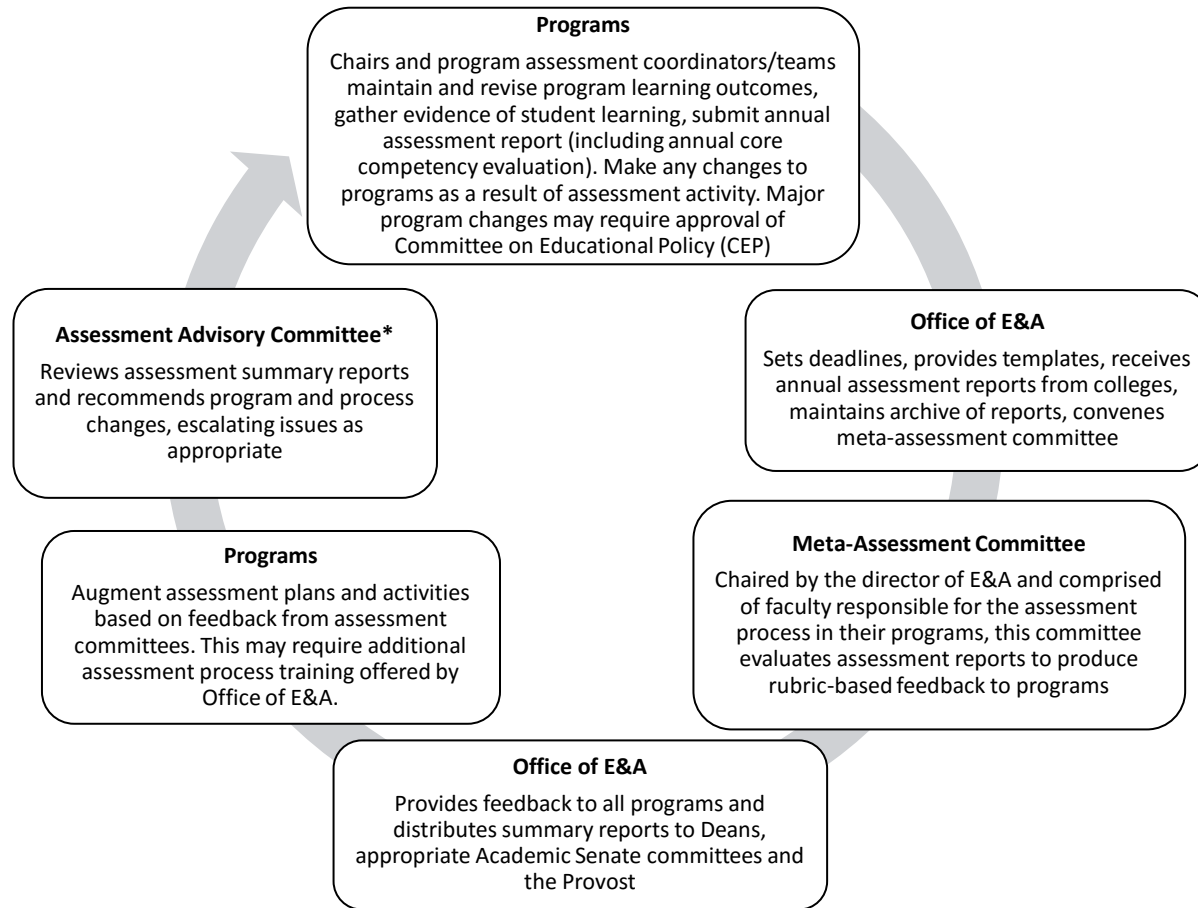 Programs
Chairs and program assessment coordinators/teams
maintain and revise program learning outcomes,
gather evidence of student learning, submit annual
assessment report (including annual core
competency evaluation). Make any changes to
programs as a result of assessment activity. Major
program changes may require approval of
Committee on Educational Policy (CEP)
Office of E&A
Sets deadlines, provides templates, receives
annual assessment reports from colleges,
maintains archive of reports, convenes
meta-assessment committee
Meta-Assessment Committee
Chaired by the director of E&A and comprised
of faculty responsible for the assessment
process in their programs, this committee
evaluates assessment reports to produce
rubric-based feedback to programs
Office of E&A
Provides feedback to all programs and
distributes summary reports to Deans,
appropriate Academic Senate committees and
the Provost
Programs
Augment assessment plans and activities
based on feedback from assessment
committees. This may require additional
assessment process training offered by
Office of E&A.
Assessment Advisory Committee*
Reviews assessment summary reports
and recommends program and process
changes, escalating issues as
appropriate